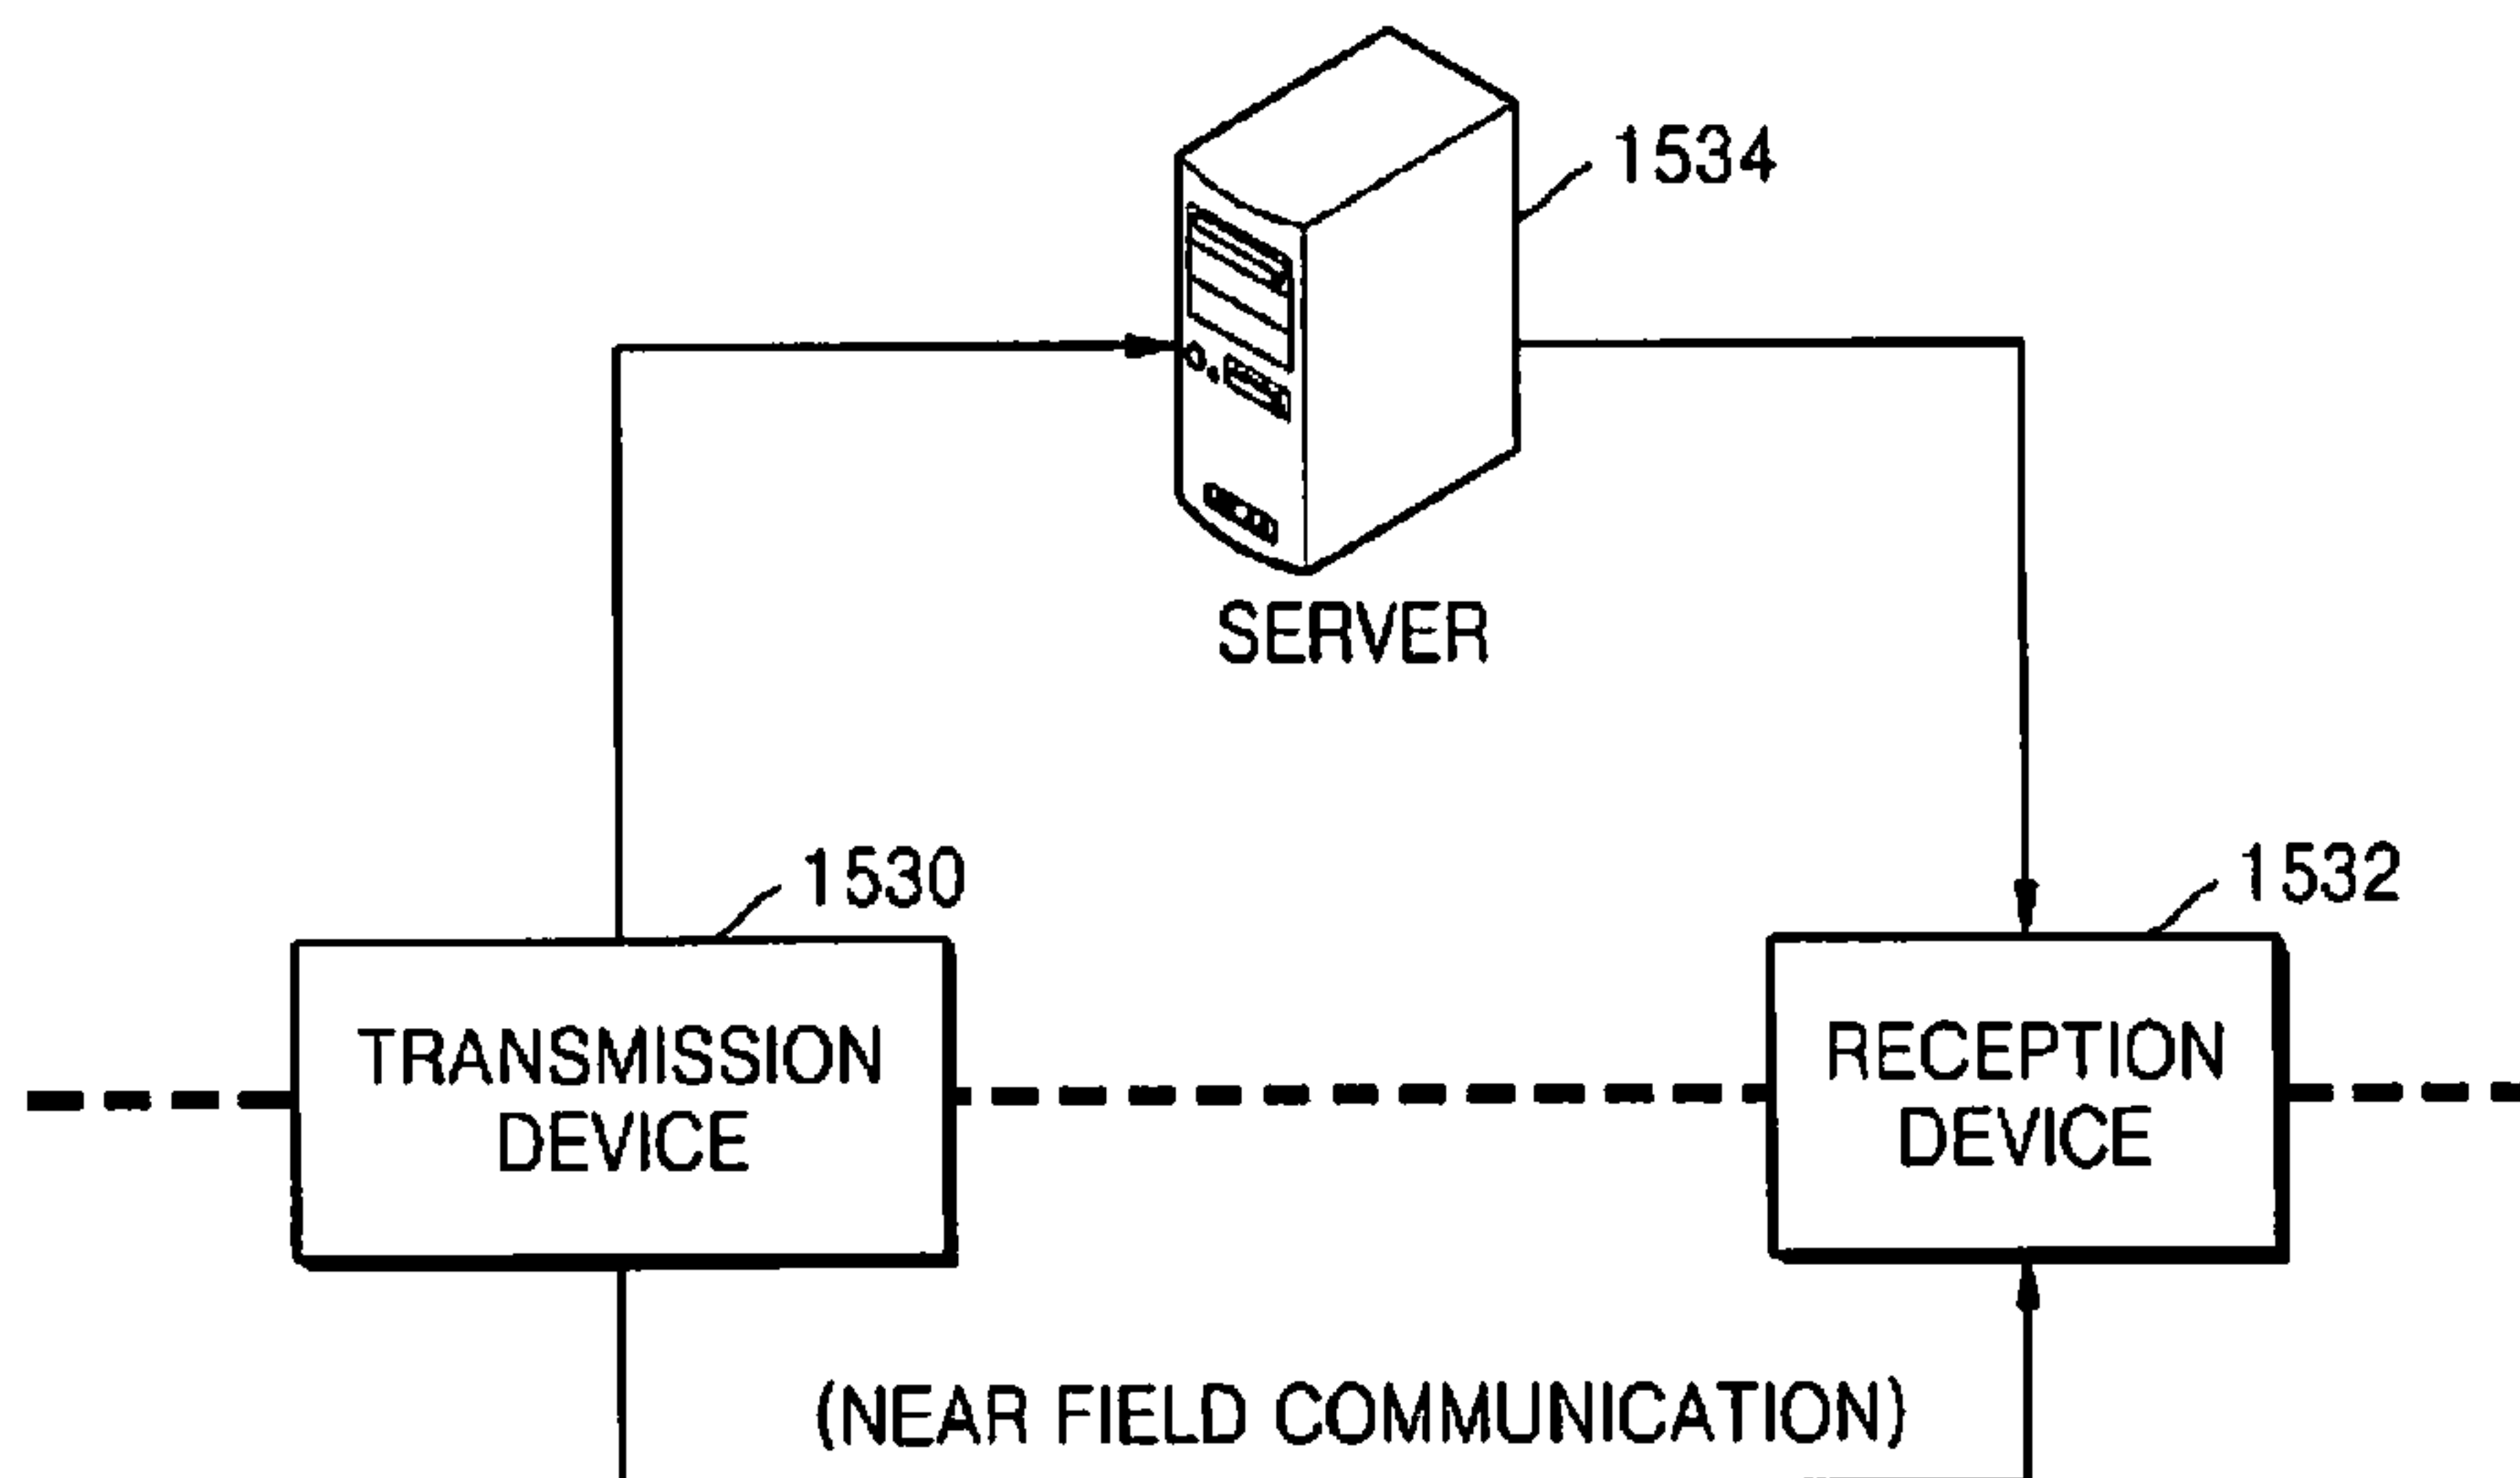 1534
SERVER
1530
1532
TRANSMISSION
DEVICE
RECEPTION
DEVICE
(NEAR FIELD COMMUNICATION)